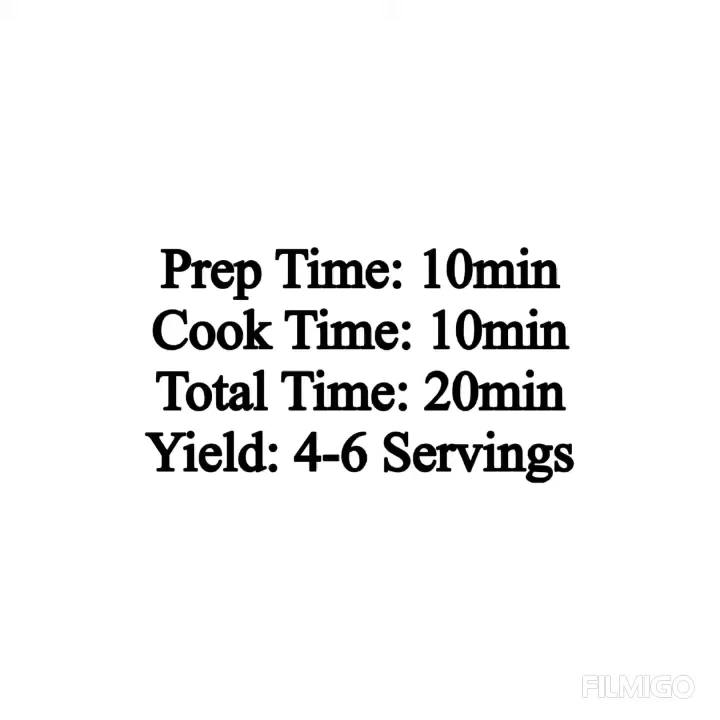 Prep Time: 10min
Cook Time: 10min
Total Time: 20min
Yield: 4-6 Servings
FILMIGO